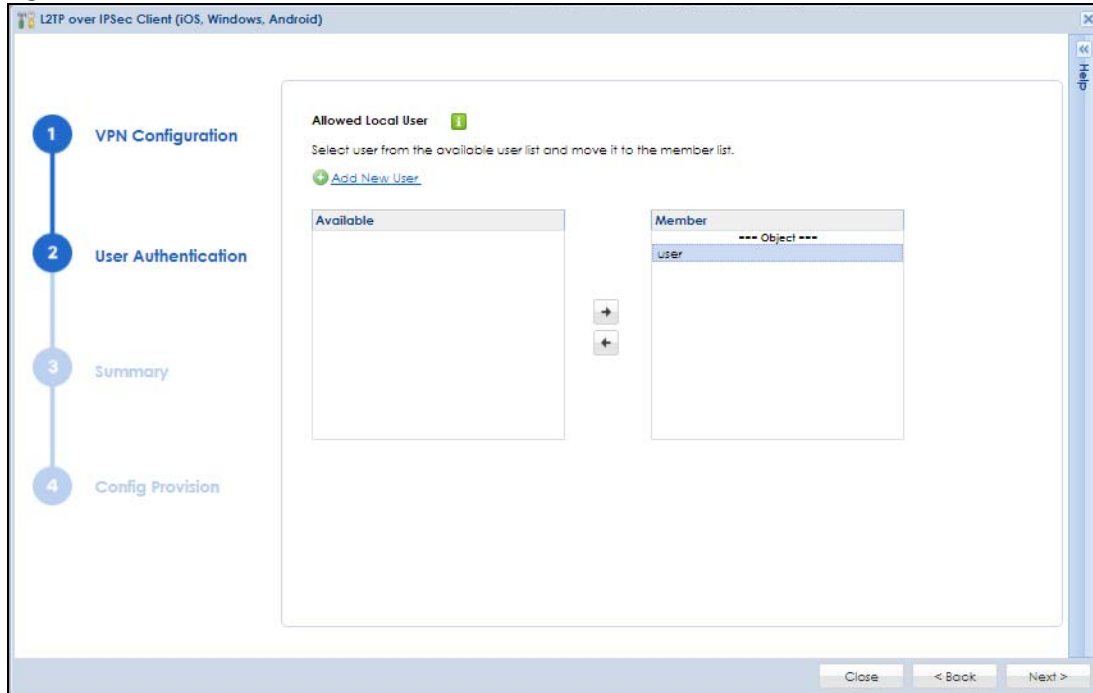 L2TP over IPSec Client (iOS, Windows, Android)
Help
1
VPN Configuration
2
User Authentication
3
Summary
4
Config Provision
Allowed Local User
Select user from the available user list and move it to the member list.
Add New User
Available
Member
=== Object ===
user
Close
< Back
Next >